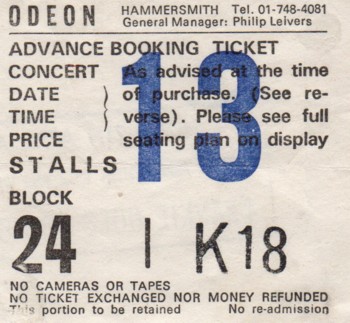 ODEON HAMMERSMITH Tel. 01-748-4081
General Manager: Philip Leivers
ADVANCE BOOKING TICKET
CONCERT As advised at the time
DATE } of purchase. (See re-
TIME } verse). Please see full
PRICE seating plan on display
STALLS
13
BLOCK
24 | K18
NO CAMERAS OR TAPES
NO TICKET EXCHANGED NOR MONEY REFUNDED
This portion to be retained No re-admission